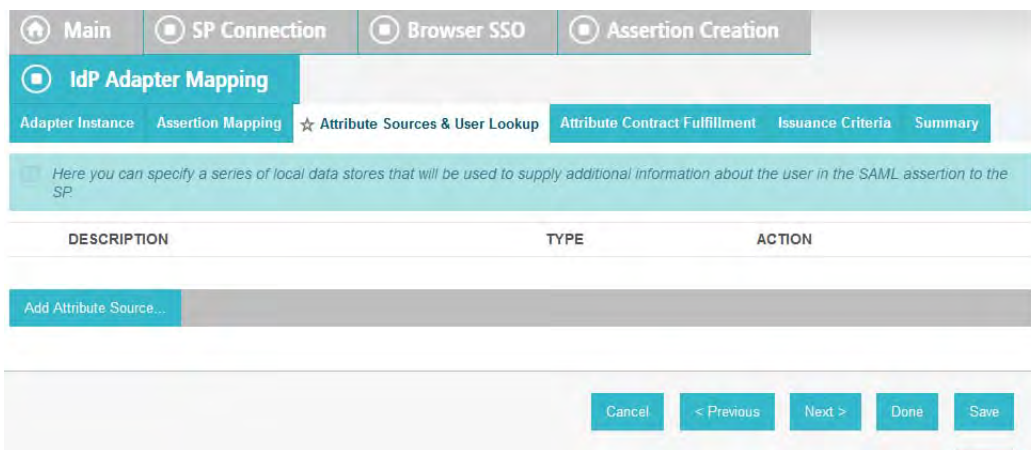 Main SP Connection Browser SSO Assertion Creation
IdP Adapter Mapping
Adapter Instance Assertion Mapping Attribute Sources & User Lookup Attribute Contract Fulfillment Issuance Criteria Summary
Here you can specify a series of local data stores that will be used to supply additional information about the user in the SAML assertion to the
SP.
DESCRIPTION TYPE ACTION
Add Attribute Source...
Cancel < Previous Next > Done Save